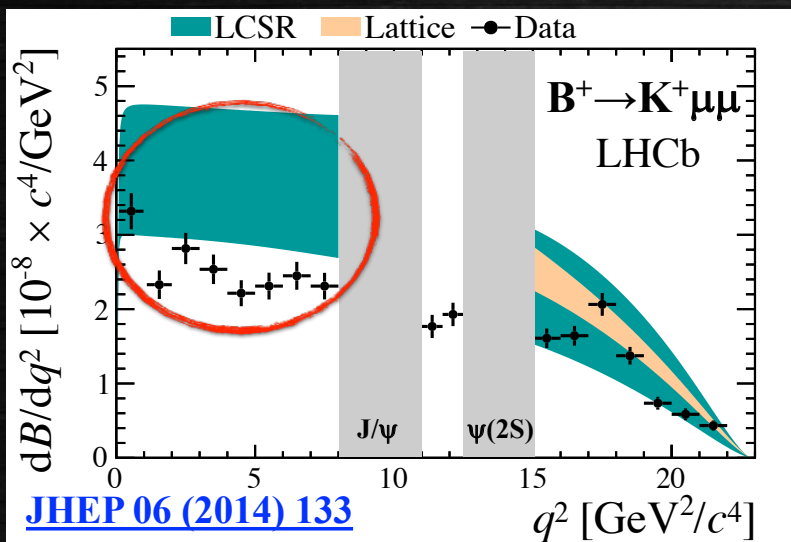 LCSR Lattice Data
dB/dq² [10⁻⁸ × c⁴/GeV²]
5
4
3
2
1
0
B⁺→K⁺μμ
LHCb
J/ψ
ψ(2S)
0 5 10 15 20
JHEP 06 (2014) 133
q² [GeV²/c⁴]